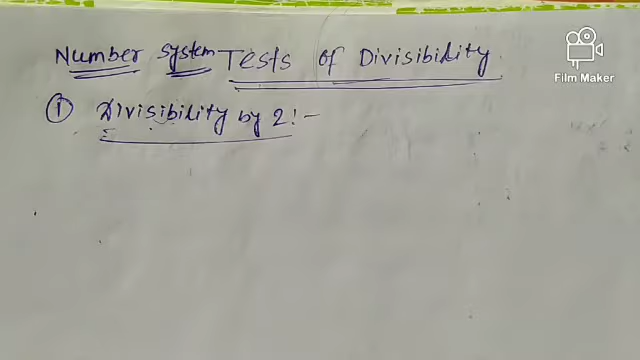 Number system Tests of Divisibility
Film Maker
① Divisibility by 2:-